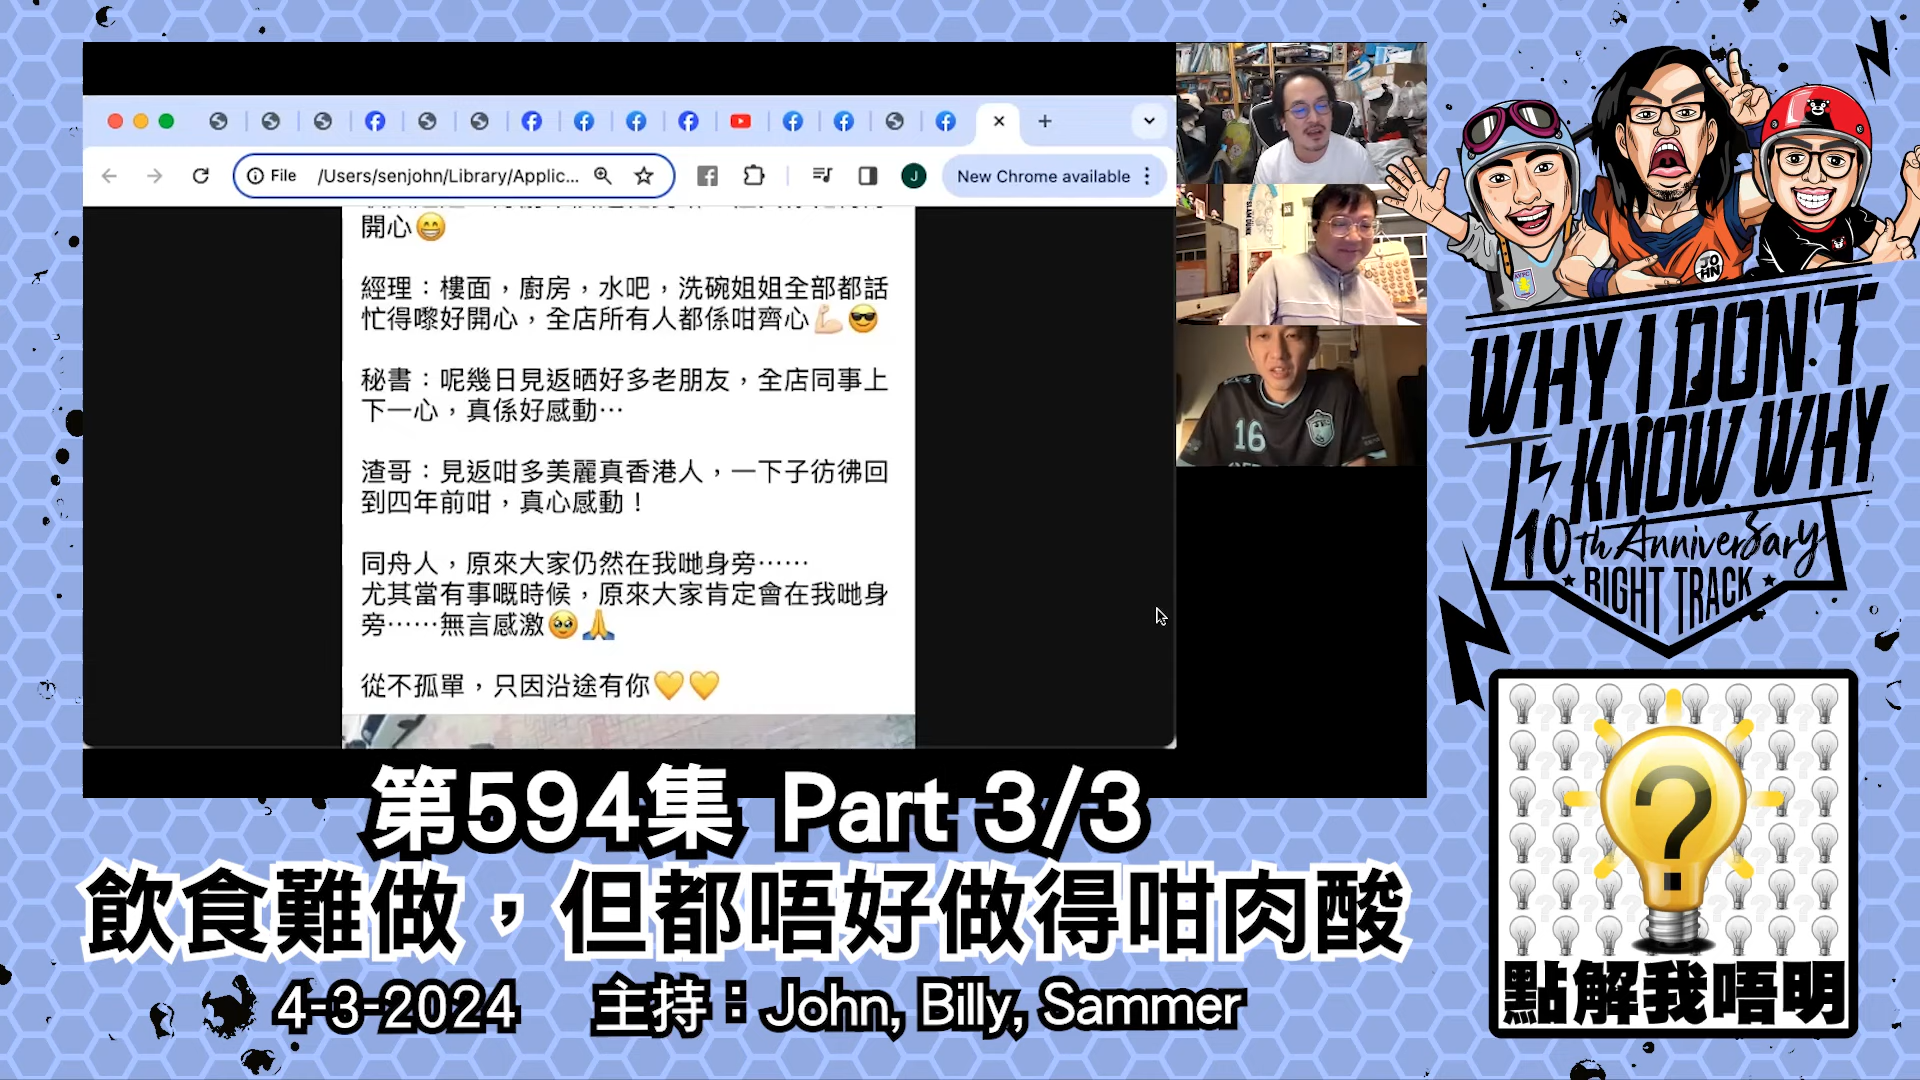 File
/Users/senjohn/Library/Applic...
J
New Chrome available
開心😁
經理：樓面，廚房，水吧，洗碗姐姐全部都話
忙得嚟好開心，全店所有人都係咁齊心💪🏻😎
秘書：呢幾日見返晒好多老朋友，全店同事上
下一心，真係好感動…
渣哥：見返咁多美麗真香港人，一下子彷彿回
到四年前咁，真心感動！
同舟人，原來大家仍然在我哋身旁……
尤其當有事嘅時候，原來大家肯定會在我哋身
旁……無言感激🥹🙏
從不孤單，只因沿途有你💛💛
SLAM DUNK
16
AVFC
JOHN
WHY I DON'T
KNOW WHY
10th Anniversary
RIGHT TRACK
?
點解我唔明
第594集 Part 3/3
飲食難做，但都唔好做得咁肉酸
4-3-2024 主持：John, Billy, Sammer